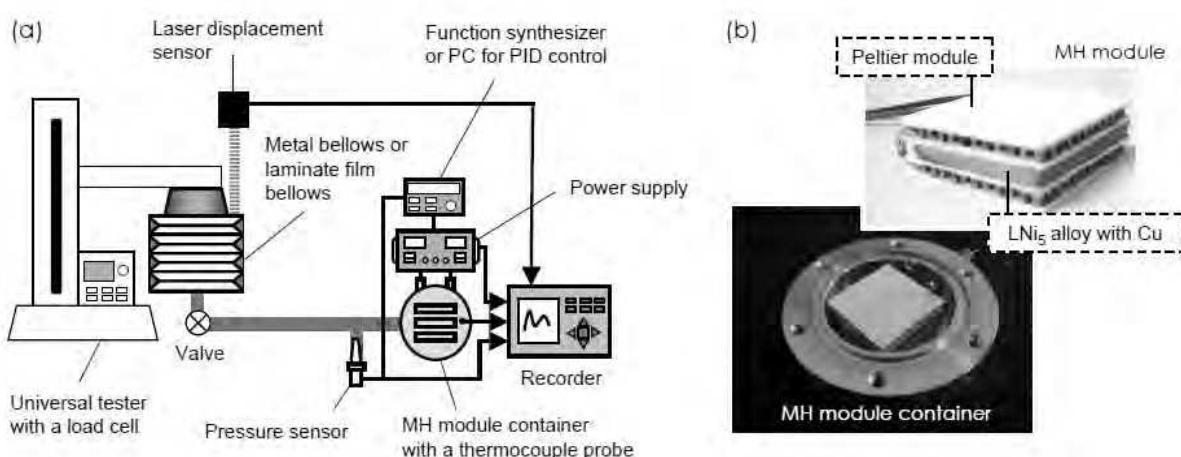 (a)
Laser displacement
sensor
Function synthesizer
or PC for PID control
Metal bellows or
laminate film
bellows
Power supply
Valve
Recorder
Universal tester
with a load cell
Pressure sensor
MH module container
with a thermocouple probe
(b)
Peltier module
MH module
LNi5 alloy with Cu
MH module container